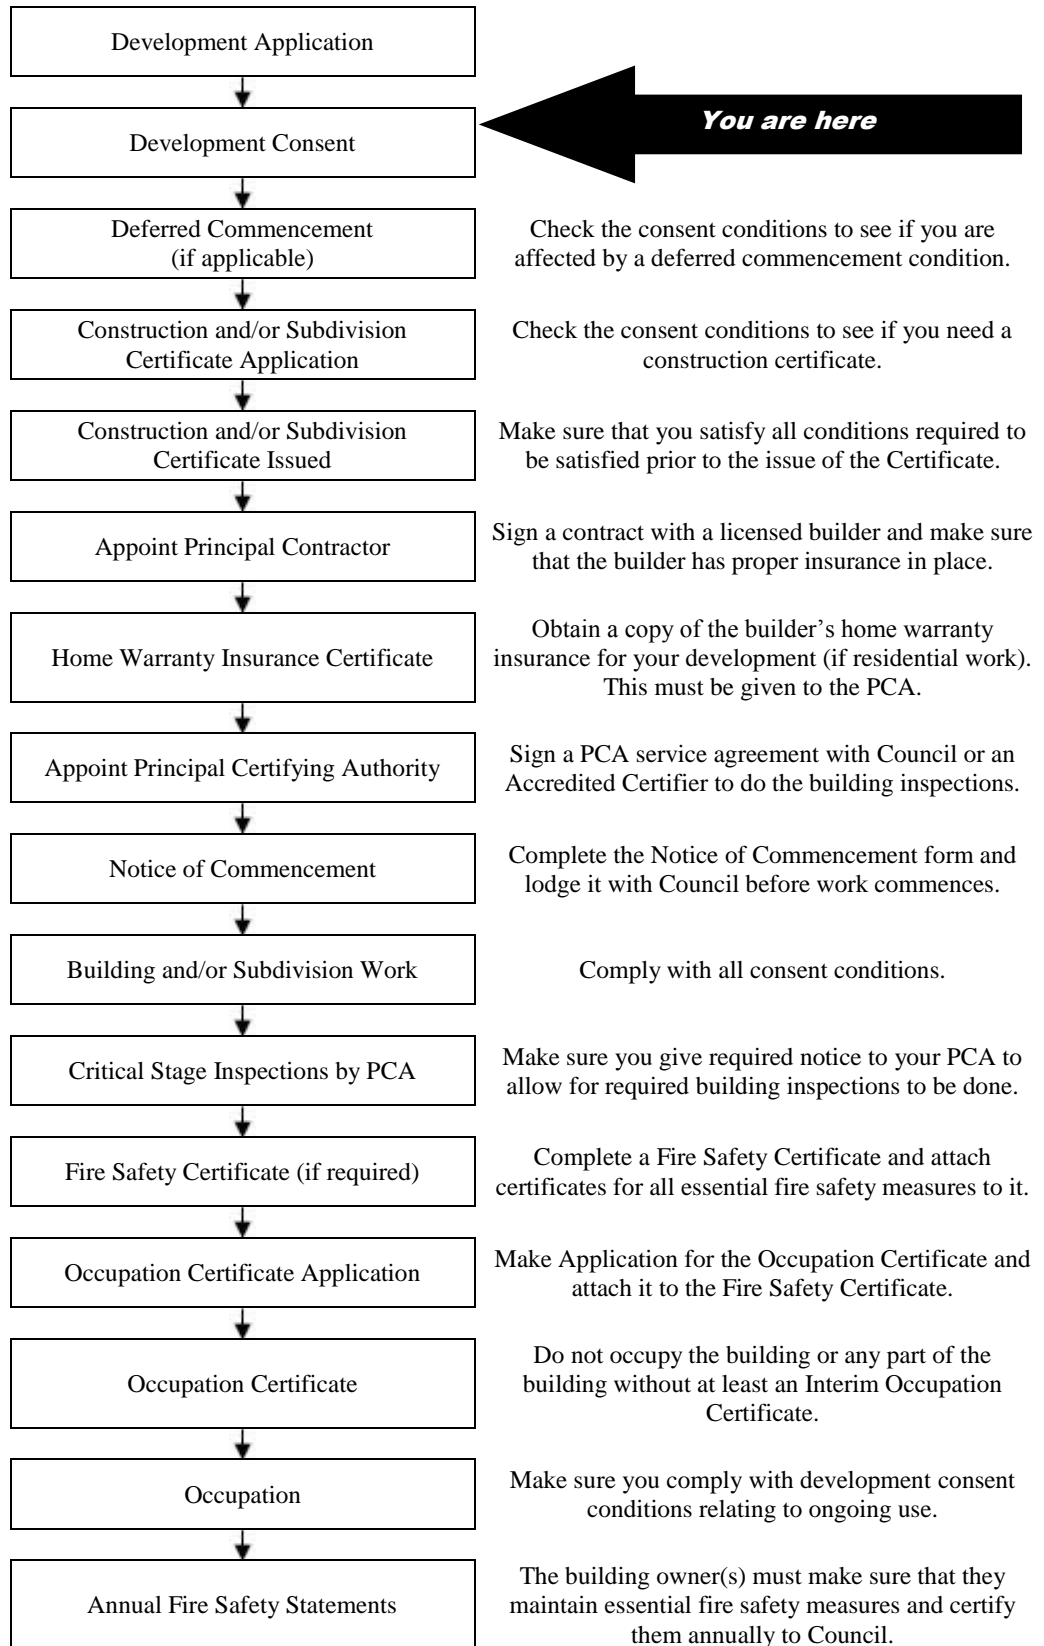 Development Application
Development Consent
You are here
Deferred Commencement
(if applicable)
Check the consent conditions to see if you are
affected by a deferred commencement condition.
Construction and/or Subdivision
Certificate Application
Check the consent conditions to see if you need a
construction certificate.
Construction and/or Subdivision
Certificate Issued
Make sure that you satisfy all conditions required to
be satisfied prior to the issue of the Certificate.
Appoint Principal Contractor
Sign a contract with a licensed builder and make sure
that the builder has proper insurance in place.
Home Warranty Insurance Certificate
Obtain a copy of the builder’s home warranty
insurance for your development (if residential work).
This must be given to the PCA.
Appoint Principal Certifying Authority
Sign a PCA service agreement with Council or an
Accredited Certifier to do the building inspections.
Notice of Commencement
Complete the Notice of Commencement form and
lodge it with Council before work commences.
Building and/or Subdivision Work
Comply with all consent conditions.
Critical Stage Inspections by PCA
Make sure you give required notice to your PCA to
allow for required building inspections to be done.
Fire Safety Certificate (if required)
Complete a Fire Safety Certificate and attach
certificates for all essential fire safety measures to it.
Occupation Certificate Application
Make Application for the Occupation Certificate and
attach it to the Fire Safety Certificate.
Occupation Certificate
Do not occupy the building or any part of the
building without at least an Interim Occupation
Certificate.
Occupation
Make sure you comply with development consent
conditions relating to ongoing use.
Annual Fire Safety Statements
The building owner(s) must make sure that they
maintain essential fire safety measures and certify
them annually to Council.